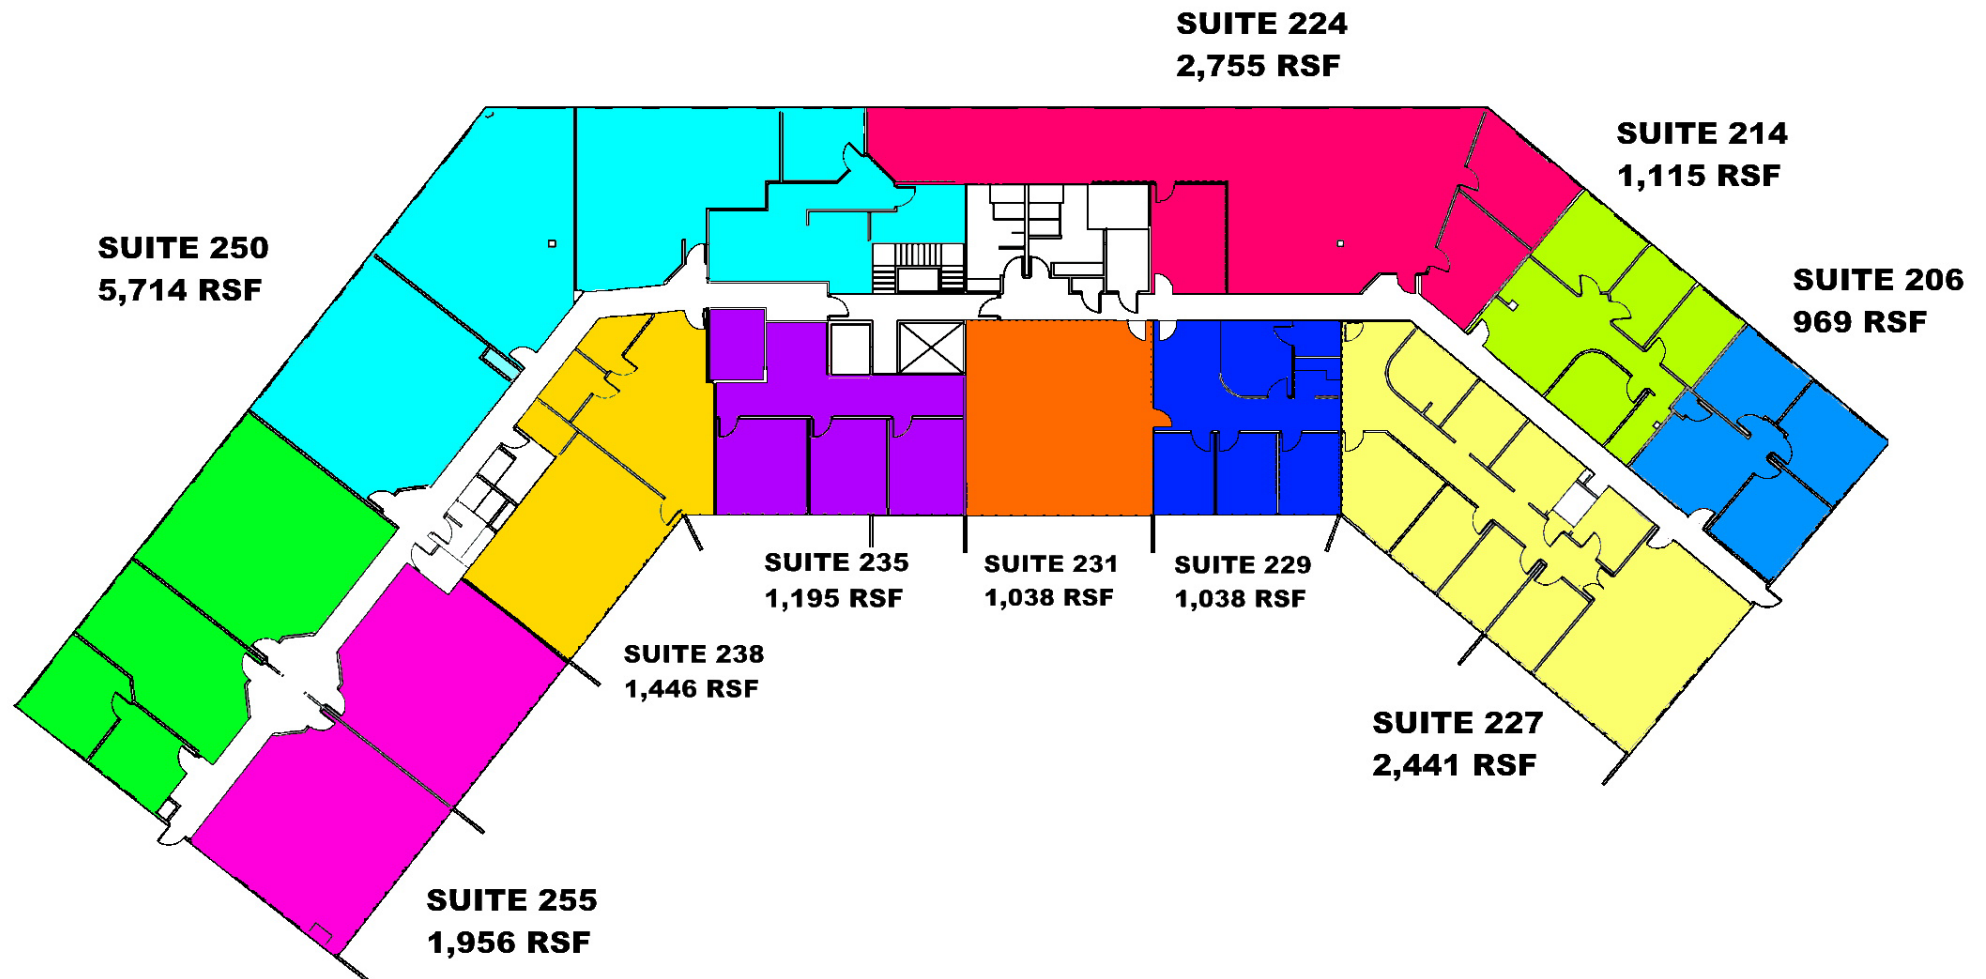 SUITE 224
2,755 RSF
SUITE 214
1,115 RSF
SUITE 250
5,714 RSF
SUITE 206
969 RSF
SUITE 235
1,195 RSF
SUITE 231
1,038 RSF
SUITE 229
1,038 RSF
SUITE 238
1,446 RSF
SUITE 227
2,441 RSF
SUITE 255
1,956 RSF